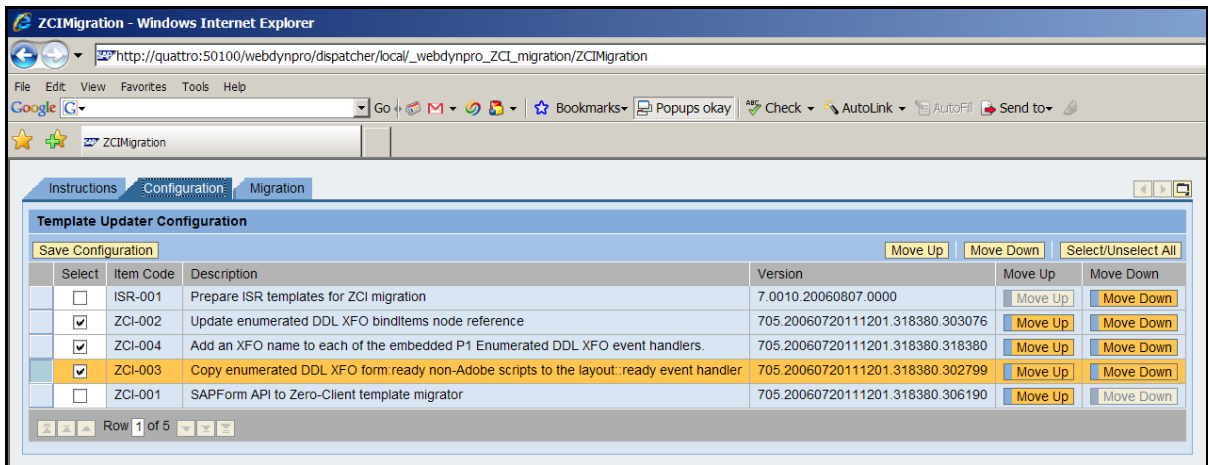 ZCIMigration - Windows Internet Explorer
http://quattro:50100/webdynpro/dispatcher/local/_webdynpro_ZCI_migration/ZCIMigration
File Edit View Favorites Tools Help
Google G Go Bookmarks Popups okay ABC Check AutoLink AutoFill Send to
SAP ZCIMigration
Instructions Configuration Migration
Template Updater Configuration
Save Configuration Move Up Move Down Select/Unselect All
Select Item Code Description Version Move Up Move Down
ISR-001 Prepare ISR templates for ZCI migration 7.0010.20060807.0000 Move Up Move Down
ZCI-002 Update enumerated DDL XFO bindItems node reference 705.20060720111201.318380.303076 Move Up Move Down
ZCI-004 Add an XFO name to each of the embedded P1 Enumerated DDL XFO event handlers. 705.20060720111201.318380.318380 Move Up Move Down
ZCI-003 Copy enumerated DDL XFO form:ready non-Adobe scripts to the layout::ready event handler 705.20060720111201.318380.302799 Move Up Move Down
ZCI-001 SAPForm API to Zero-Client template migrator 705.20060720111201.318380.306190 Move Up Move Down
Row 1 of 5